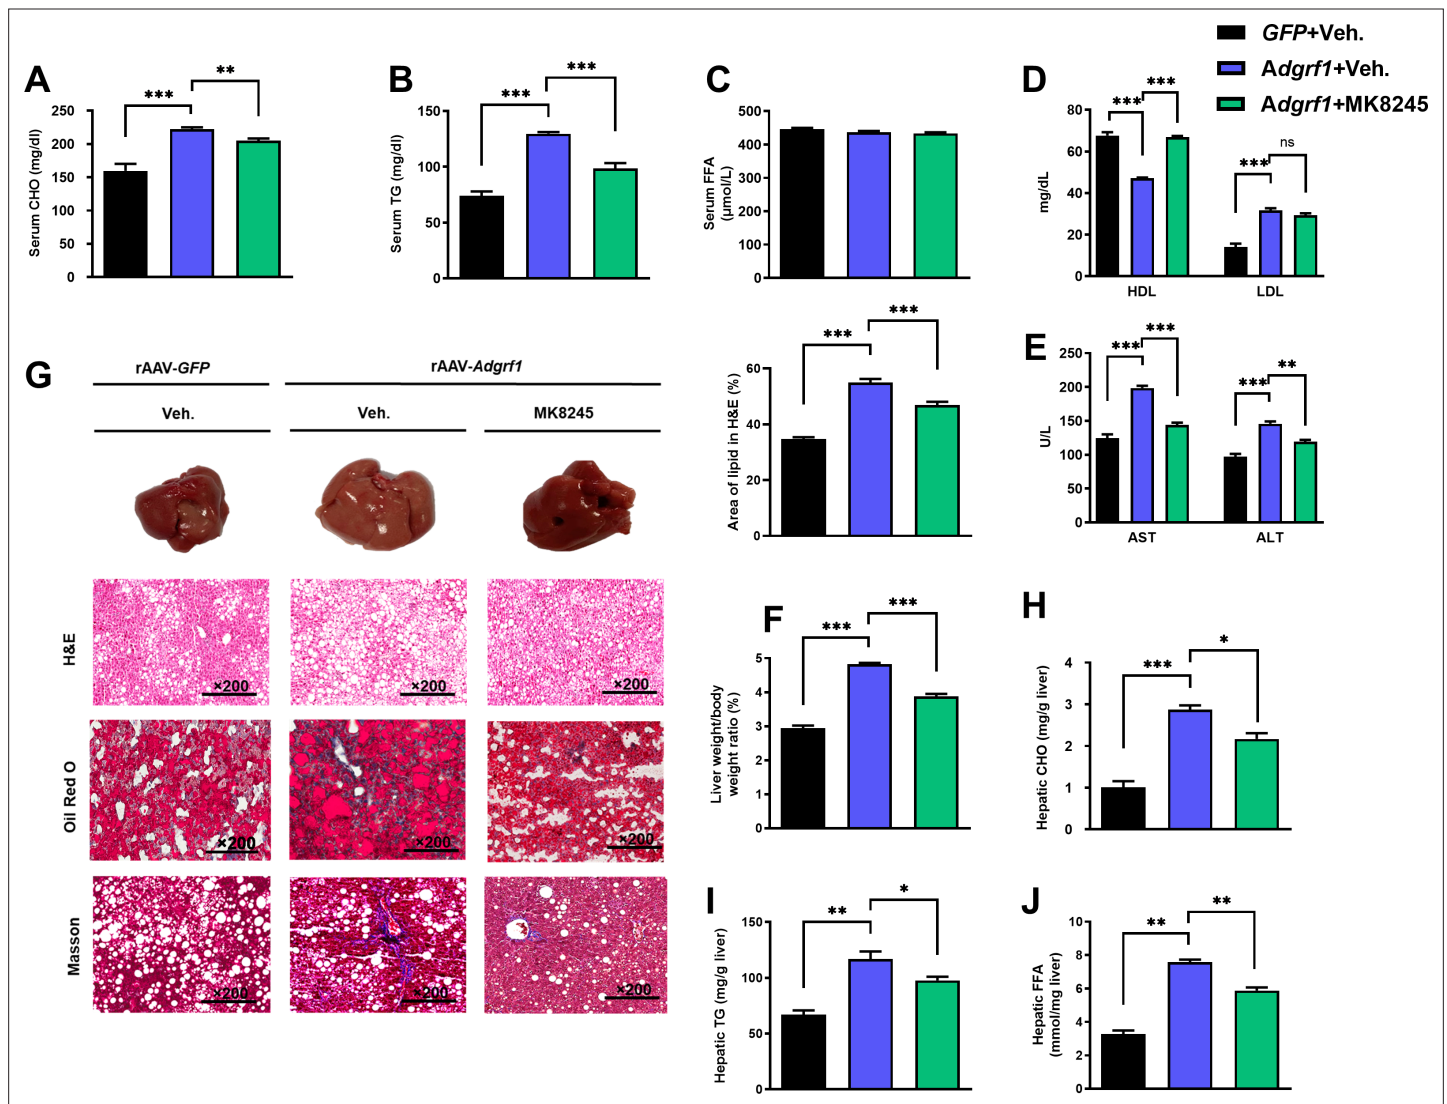 GFP+Veh.
Adgrf1+Veh.
Adgrf1+MK8245
A
***
**
Serum CHO (mg/dl)
250
200
150
100
50
0
B
***
***
Serum TG (mg/dl)
150
100
50
0
C
Serum FFA
(μmol/L)
500
400
300
200
100
0
D
***
***
***
ns
mg/dL
80
60
40
20
0
HDL
LDL
G
rAAV-GFP
rAAV-Adgrf1
Veh.
Veh.
MK8245
H&E
×200
×200
×200
Oil Red O
×200
×200
×200
Masson
×200
×200
×200
***
***
Area of lipid in H&E (%)
60
40
20
0
E
***
***
***
**
U/L
250
200
150
100
50
0
AST
ALT
F
***
***
Liver weight/body
weight ratio (%)
5
4
3
2
1
0
H
***
*
Hepatic CHO (mg/g liver)
4
3
2
1
0
I
**
*
Hepatic TG (mg/g liver)
150
100
50
0
J
**
**
Hepatic FFA
(mmol/mg liver)
10
8
6
4
2
0